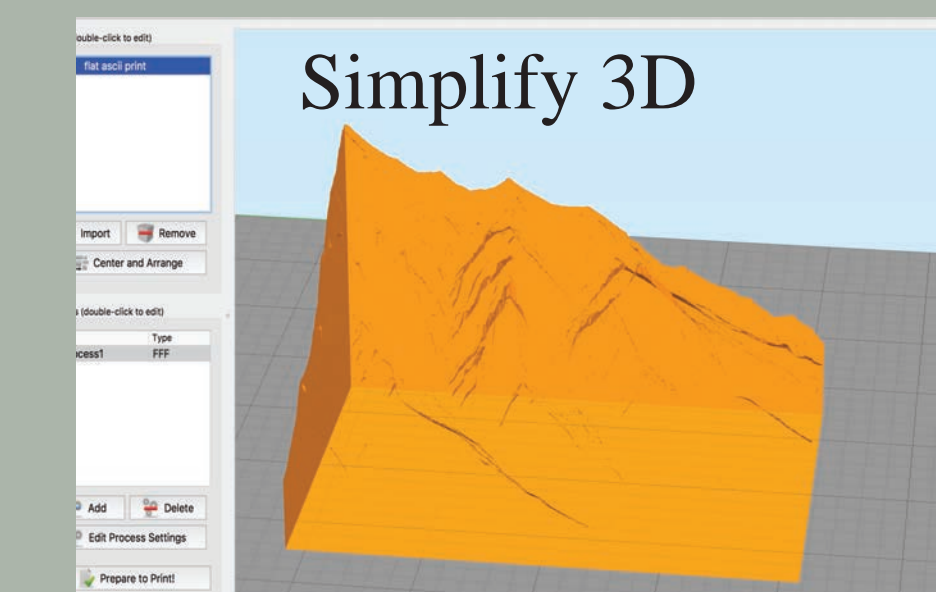 Simplify 3D
ouble-click to edit)
flat ascii print
Import
Remove
Center and Arrange
s (double-click to edit)
Type
cess1 FFF
Add
Delete
Edit Process Settings
Prepare to Print!